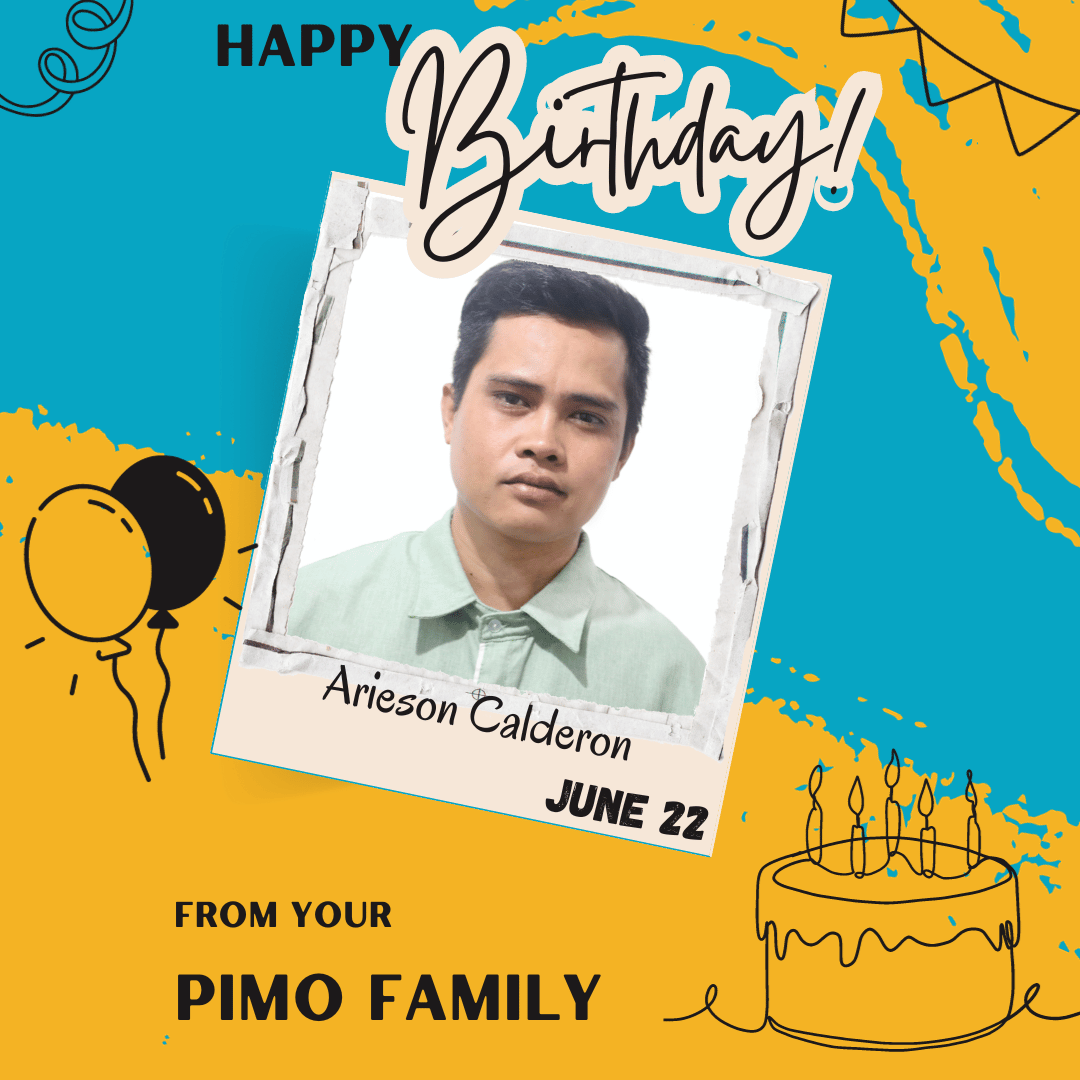 HAPPY
Birthday!
Arieson Calderon
JUNE 22
FROM YOUR
PIMO FAMILY